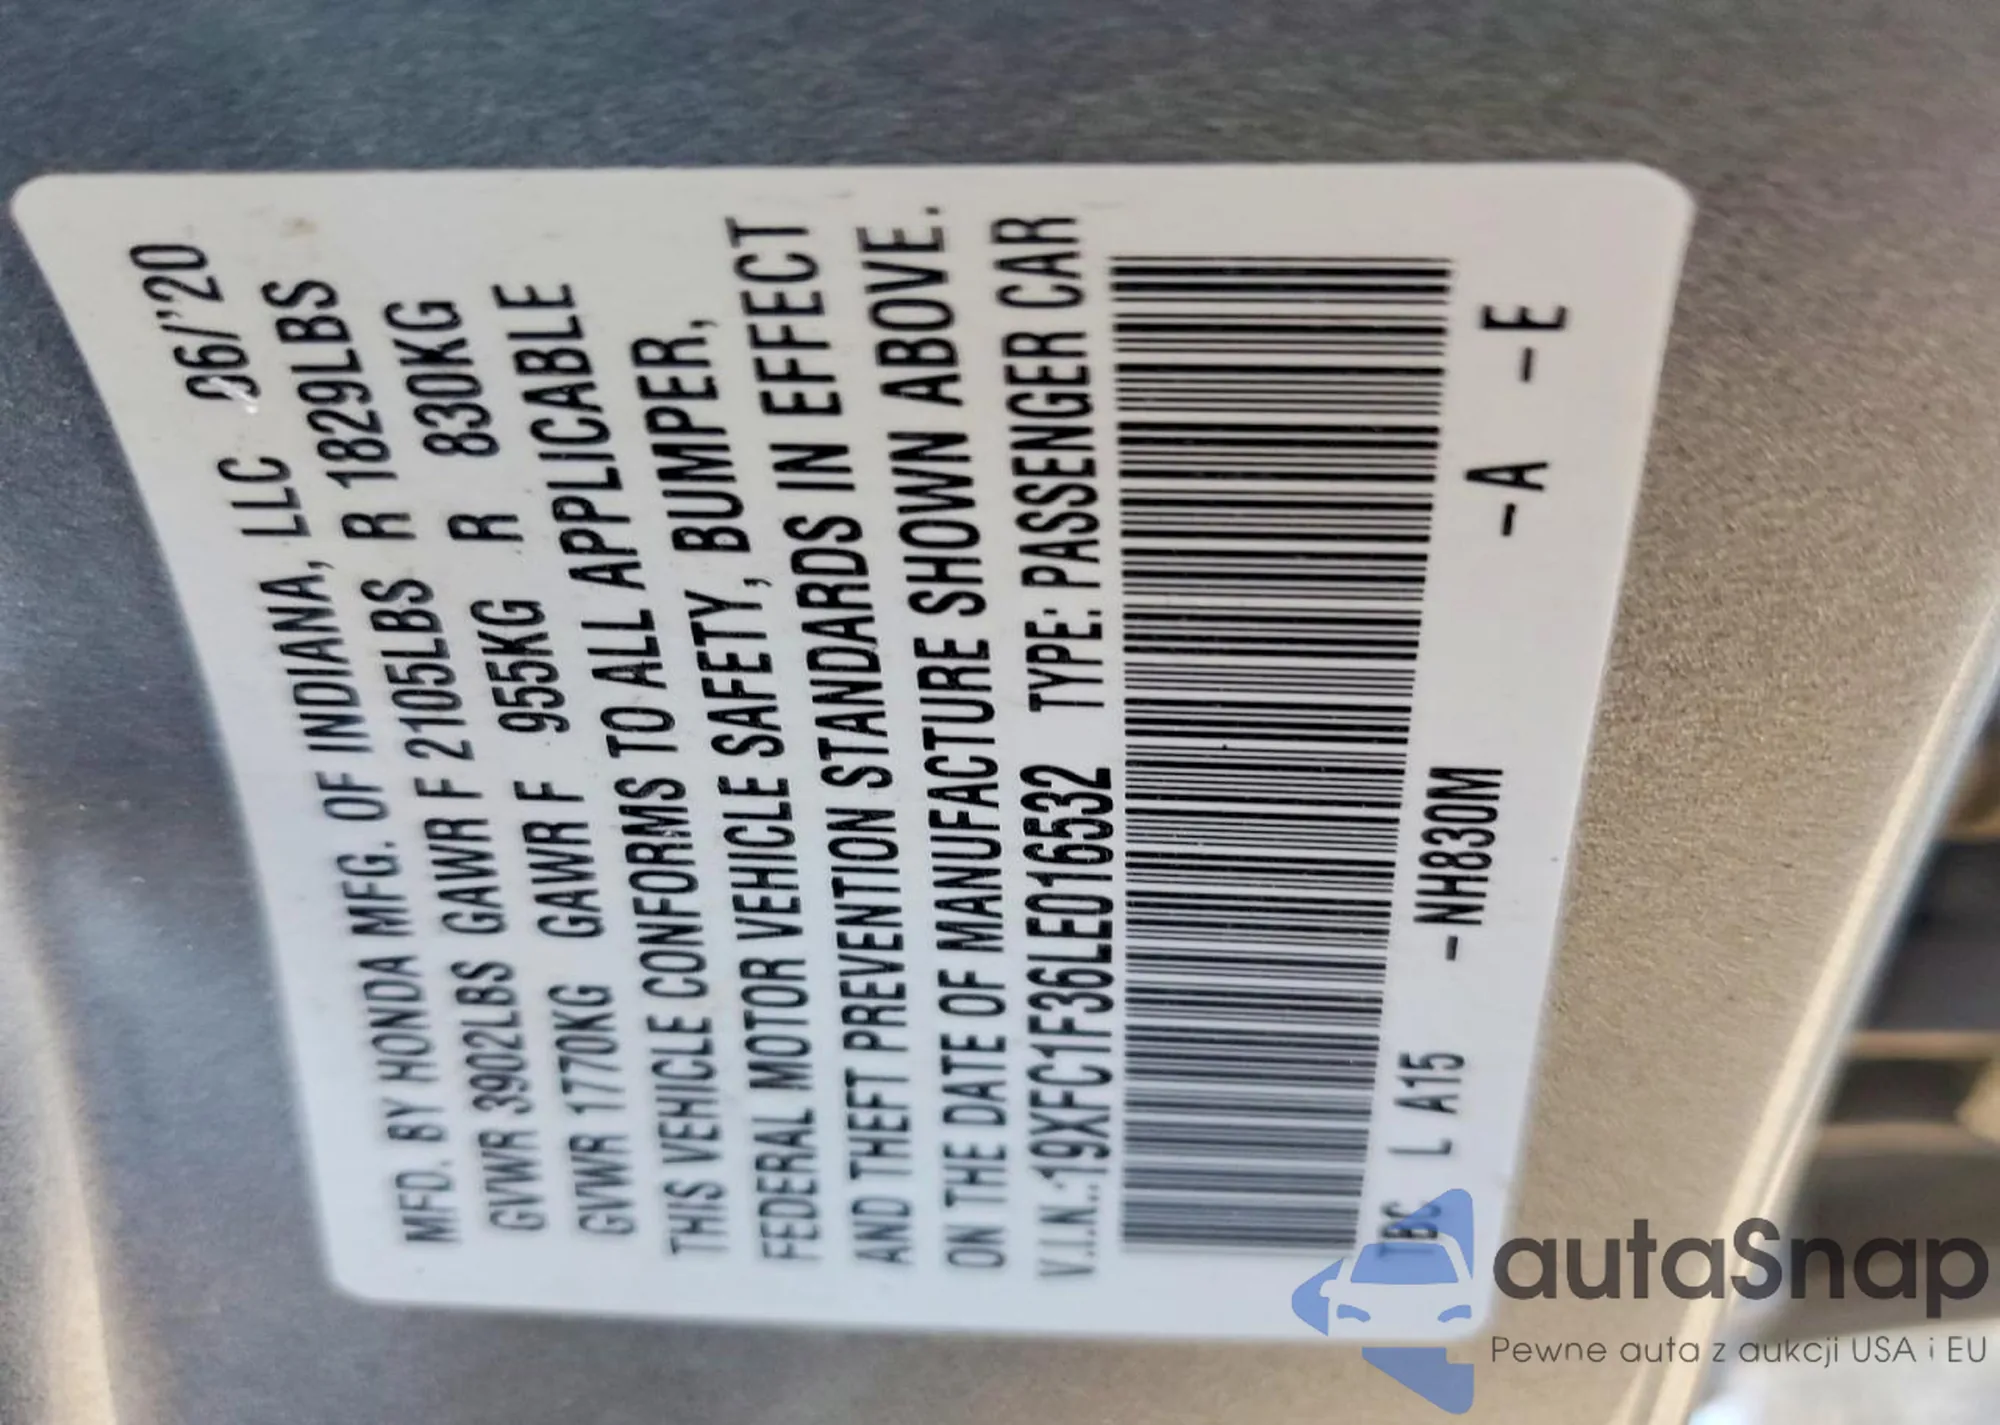 MFD. BY HONDA MFG. OF INDIANA, LLC 06/'20
GVWR 3902LBS GAWR F 2105LBS R 1829LBS
GVWR 1770KG GAWR F 955KG R 830KG
THIS VEHICLE CONFORMS TO ALL APPLICABLE
FEDERAL MOTOR VEHICLE SAFETY, BUMPER,
AND THEFT PREVENTION STANDARDS IN EFFECT
ON THE DATE OF MANUFACTURE SHOWN ABOVE.
V.I.N.:19XFC1F36LE016532 TYPE: PASSENGER CAR
TBC L A15 -NH830M -A -E
autaSnap
Pewne auta z aukcji USA i EU